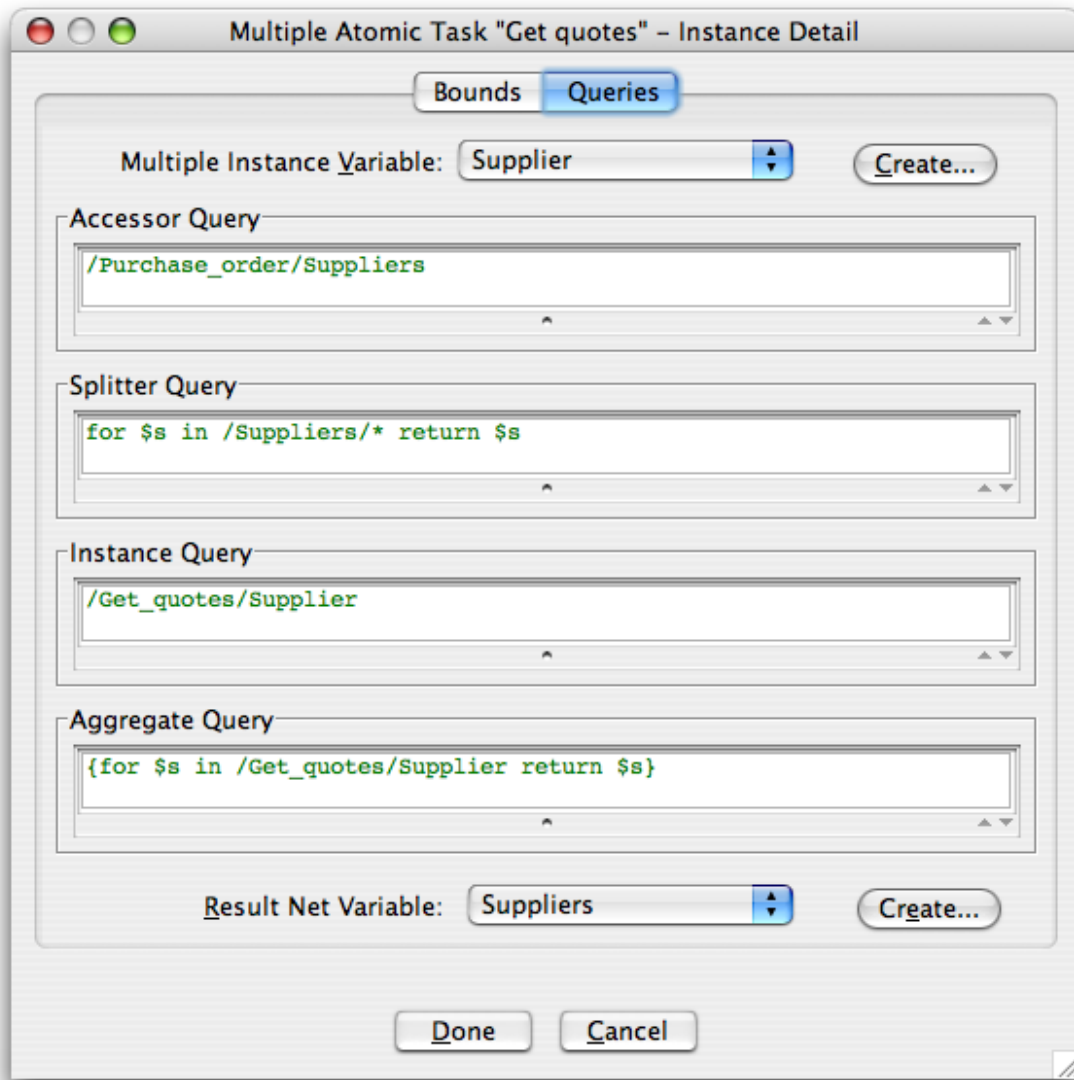 Multiple Atomic Task "Get quotes" – Instance Detail
Bounds Queries
Multiple Instance Variable: Supplier Create...
Accessor Query
/Purchase_order/Suppliers
Splitter Query
for $s in /Suppliers/* return $s
Instance Query
/Get_quotes/Supplier
Aggregate Query
{for $s in /Get_quotes/Supplier return $s}
Result Net Variable: Suppliers Create...
Done Cancel